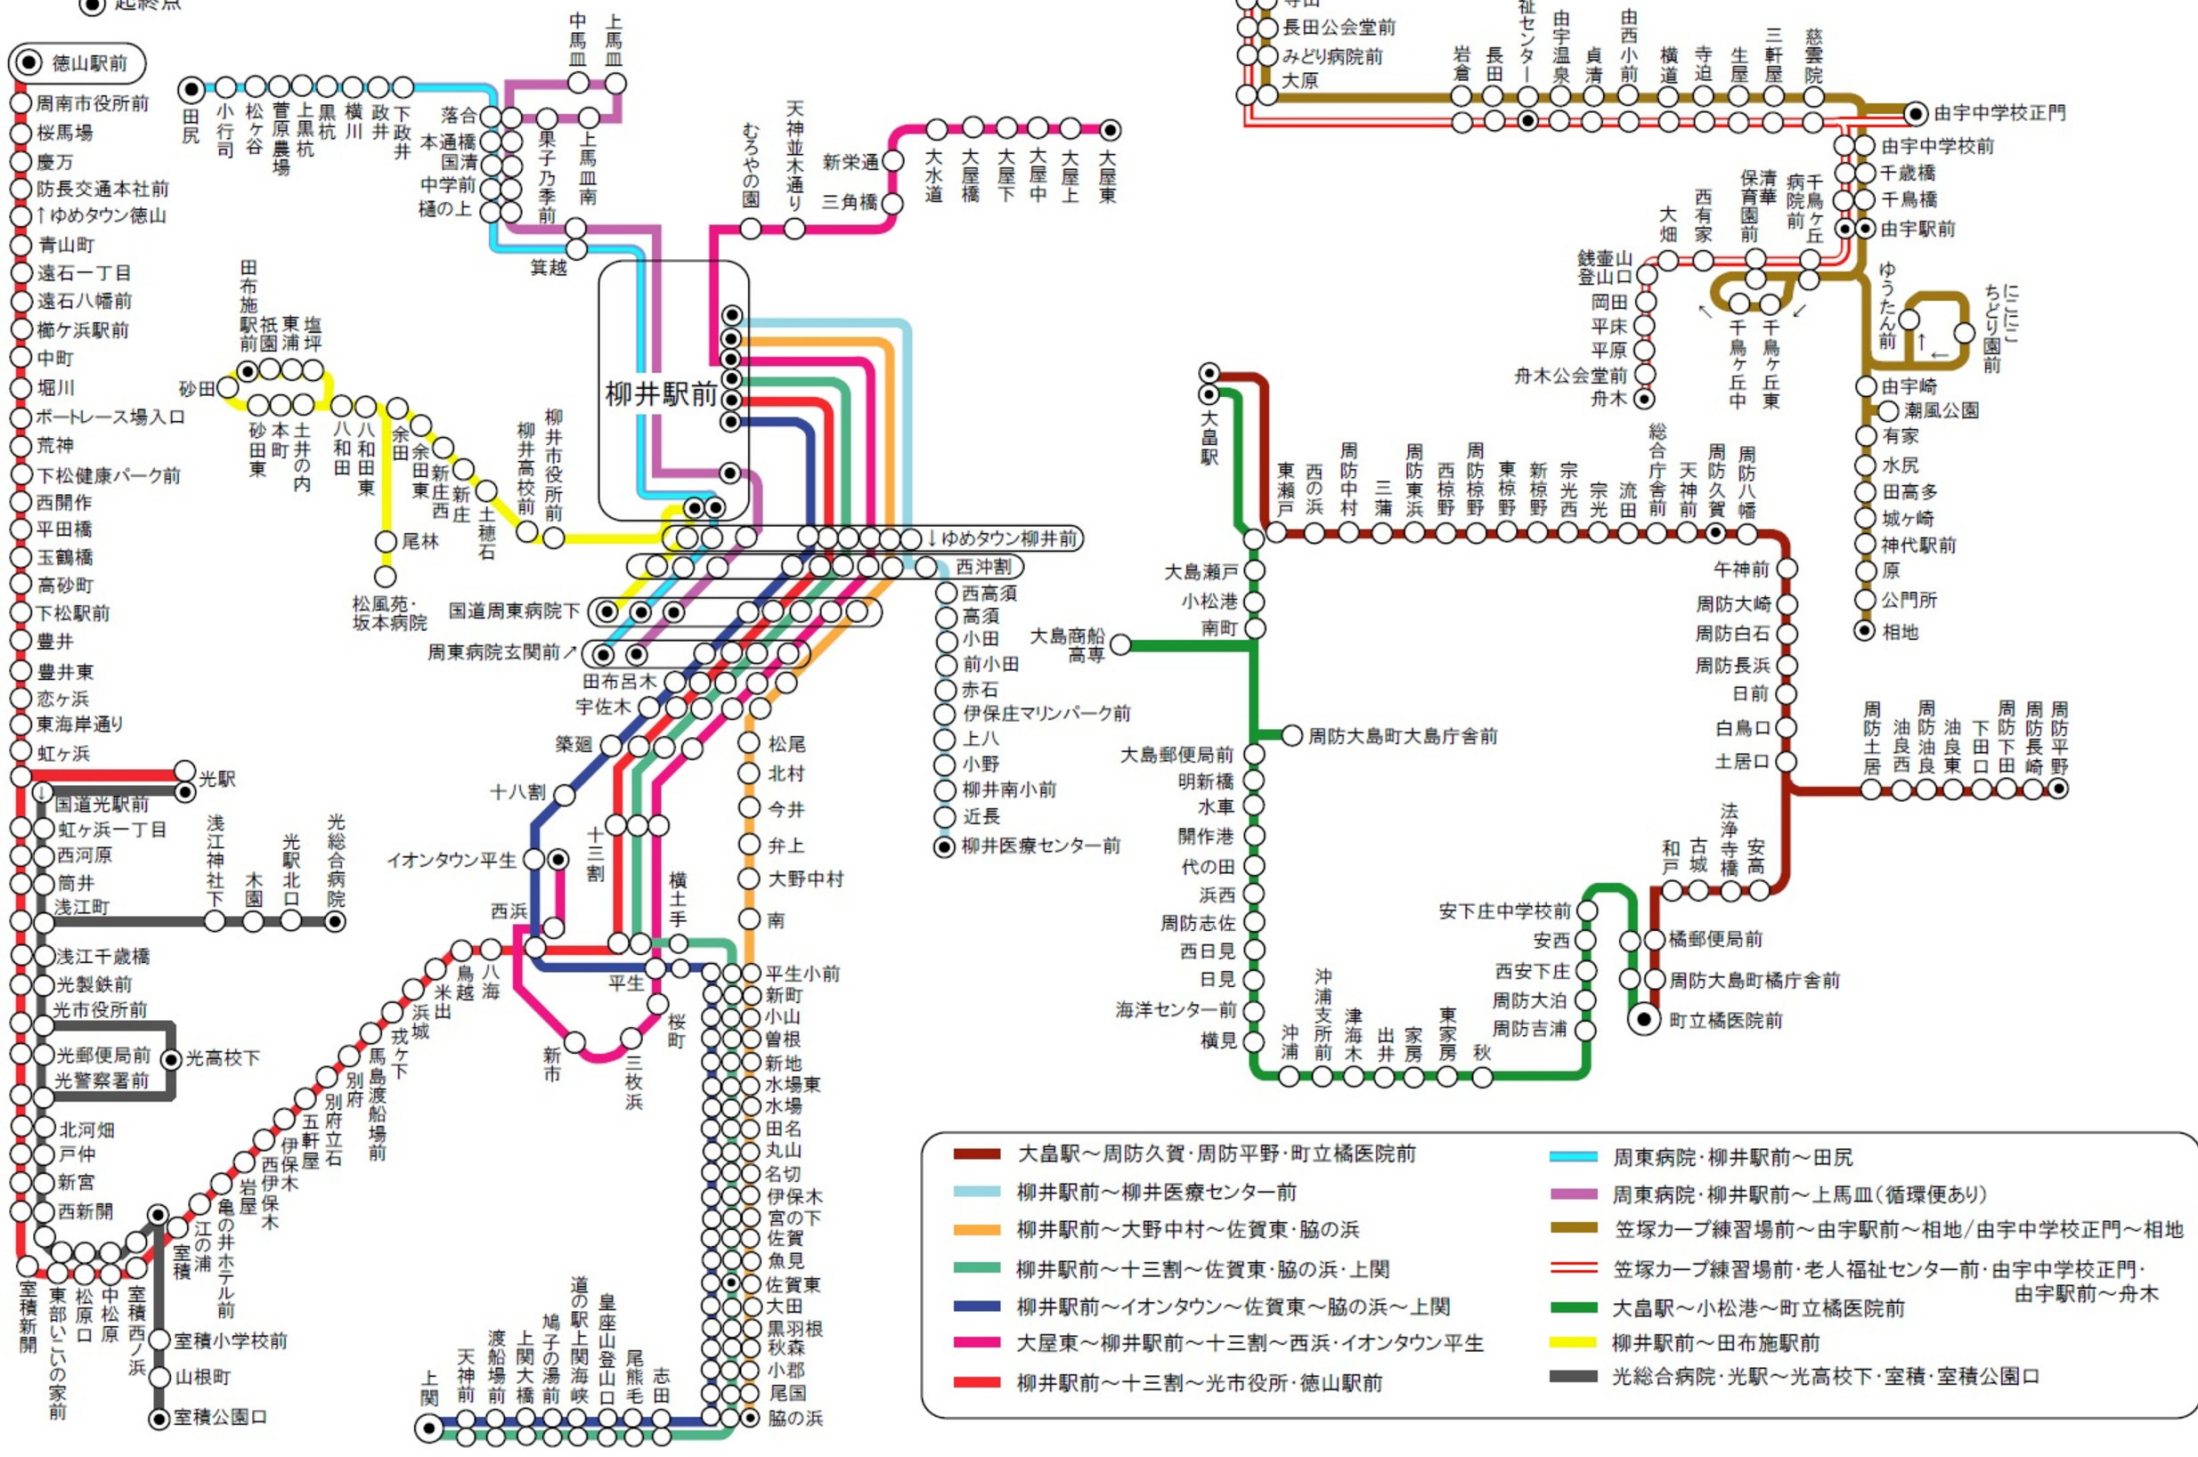 起終点
徳山駅前
周南市役所前
桜馬場
慶万
防長交通本社前
↑ゆめタウン徳山
青山町
遠石一丁目
遠石八幡前
櫛ケ浜駅前
中町
堀川
ボートレース場入口
荒神
下松健康パーク前
西開作
平田橋
玉鶴橋
高砂町
下松駅前
豊井
豊井東
恋ヶ浜
東海岸通り
虹ヶ浜
光駅
国道光駅前
虹ヶ浜一丁目
西河原
筒井
浅江町
浅江神社下
木園
光駅北口
光総合病院
浅江千歳橋
光製鉄前
光市役所前
光郵便局前
光高校下
光警察署前
北河畑
戸仲
新宮
西新開
室積新開
東部いこいの家前
松原口
中松原
室積西ノ浜
室積小学校前
山根町
室積公園口
室積
江の浦
亀の井ホテル前
岩屋
西伊保木
伊保木
五軒屋
別府立石
別府
馬島渡船場前
戎ヶ下
浜城
米出
鳥越
八海
田尻
小行司
松ヶ谷
菅原農場
上黒杭
黒杭
横川
政井
下政井
落合
本通橋
国清
中学前
樋の上
中馬皿
上馬皿
果子乃季前
上馬皿南
箕越
田布施駅前
祇園
東浦
塩坪
砂田
砂田東
本町
土井の内
八和田
八和田東
余田
余田東
新庄西
新庄
土穂石
柳井高校前
柳井市役所前
尾林
松風苑・
坂本病院
柳井駅前
むろやの園
天神並木通り
新栄通
三角橋
大水道
大屋橋
大屋下
大屋中
大屋上
大屋東
↓ゆめタウン柳井前
西沖割
国道周東病院下
周東病院玄関前↗
田布呂木
宇佐木
築廻
十八割
イオンタウン平生
十三割
横土手
西浜
平生
桜町
新市
三枚浜
西高須
高須
小田
前小田
赤石
伊保庄マリンパーク前
上八
小野
柳井南小前
近長
柳井医療センター前
松尾
北村
今井
弁上
大野中村
南
平生小前
新町
小山
曽根
新地
水場東
水場
田名
丸山
名切
伊保木
宮の下
佐賀
魚見
佐賀東
大田
黒羽根
秋森
小郡
尾国
脇の浜
上関
天神前
渡船場前
上関大橋
鳩子の湯前
道の駅上関海峡
皇座山登山口
尾熊毛
志田
寺山
長田公会堂前
みどり病院前
大原
岩倉
長田
祉センター
由宇温泉
貞清
由西小前
横道
寺迫
生屋
三軒屋
慈雲院
由宇中学校正門
由宇中学校前
千歳橋
千鳥橋
由宇駅前
大畑
西有家
清華
保育園前
千鳥ヶ丘
病院前
銭壷山
登山口
岡田
平床
平原
舟木公会堂前
舟木
千鳥ヶ丘中
千鳥ヶ丘東
ゆうたん前
にこにこ
ちどり園前
由宇崎
潮風公園
有家
水尻
田高多
城ヶ崎
神代駅前
原
公門所
相地
大畠駅
東瀬戸
西の浜
周防中村
三蒲
周防東浜
西椋野
周防椋野
東椋野
新椋野
宗光西
宗光
流田
総合庁舎前
天神前
周防久賀
周防八幡
午神前
周防大崎
周防白石
周防長浜
日前
白鳥口
土居口
周防土居
油良西
周防油良
油良東
下田口
周防下田
周防長崎
周防平野
和戸
古城
法浄寺橋
安高
橘郵便局前
周防大島町橘庁舎前
町立橘医院前
大島瀬戸
小松港
南町
大島商船
高専
周防大島町大島庁舎前
大島郵便局前
明新橋
水車
開作港
代の田
浜西
周防志佐
西日見
日見
海洋センター前
横見
沖浦
沖浦支所前
津海木
出井
家房
東家房
秋
安下庄中学校前
安西
西安下庄
周防大泊
周防吉浦
大畠駅～周防久賀・周防平野・町立橘医院前
柳井駅前～柳井医療センター前
柳井駅前～大野中村～佐賀東・脇の浜
柳井駅前～十三割～佐賀東・脇の浜・上関
柳井駅前～イオンタウン～佐賀東～脇の浜～上関
大屋東～柳井駅前～十三割～西浜・イオンタウン平生
柳井駅前～十三割～光市役所・徳山駅前
周東病院・柳井駅前～田尻
周東病院・柳井駅前～上馬皿(循環便あり)
笠塚カープ練習場前～由宇駅前～相地/由宇中学校正門～相地
笠塚カープ練習場前・老人福祉センター前・由宇中学校正門・
由宇駅前～舟木
大畠駅～小松港～町立橘医院前
柳井駅前～田布施駅前
光総合病院・光駅～光高校下・室積・室積公園口